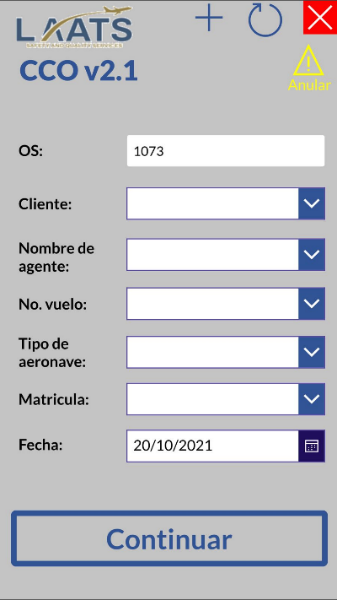 LAATS
CCO v2.1
Anular
OS:
1073
Cliente:
Nombre de
agente:
No. vuelo:
Tipo de
aeronave:
Matricula:
Fecha:
20/10/2021
Continuar